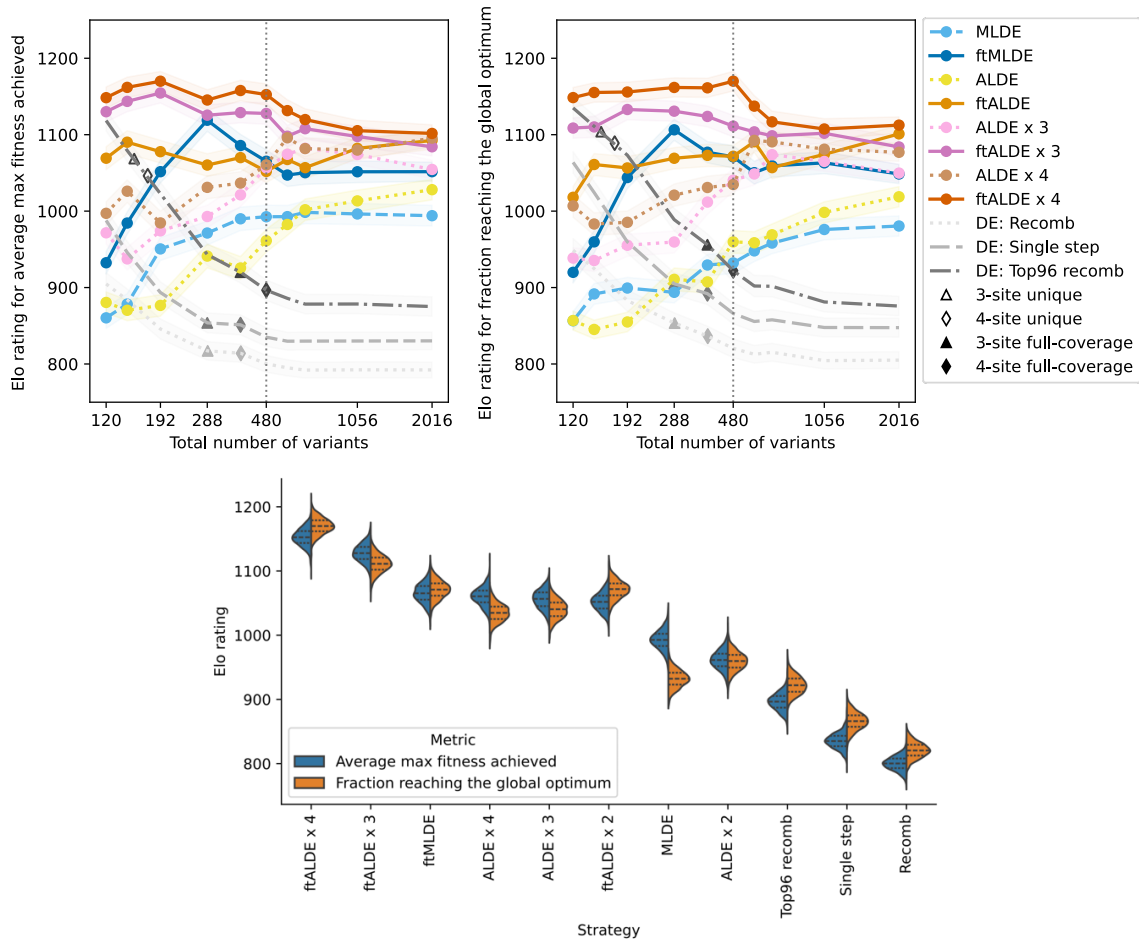 Elo rating for average max fitness achieved
1200
1100
1000
900
800
120
192
288
480
1056
2016
Total number of variants
Elo rating for fraction reaching the global optimum
1200
1100
1000
900
800
120
192
288
480
1056
2016
Total number of variants
MLDE
ftMLDE
ALDE
ftALDE
ALDE x 3
ftALDE x 3
ALDE x 4
ftALDE x 4
DE: Recomb
DE: Single step
DE: Top96 recomb
3-site unique
4-site unique
3-site full-coverage
4-site full-coverage
Elo rating
1200
1100
1000
900
800
Metric
Average max fitness achieved
Fraction reaching the global optimum
ftALDE x 4
ftALDE x 3
ftMLDE
ALDE x 4
ALDE x 3
ftALDE x 2
MLDE
ALDE x 2
Top96 recomb
Single step
Recomb
Strategy